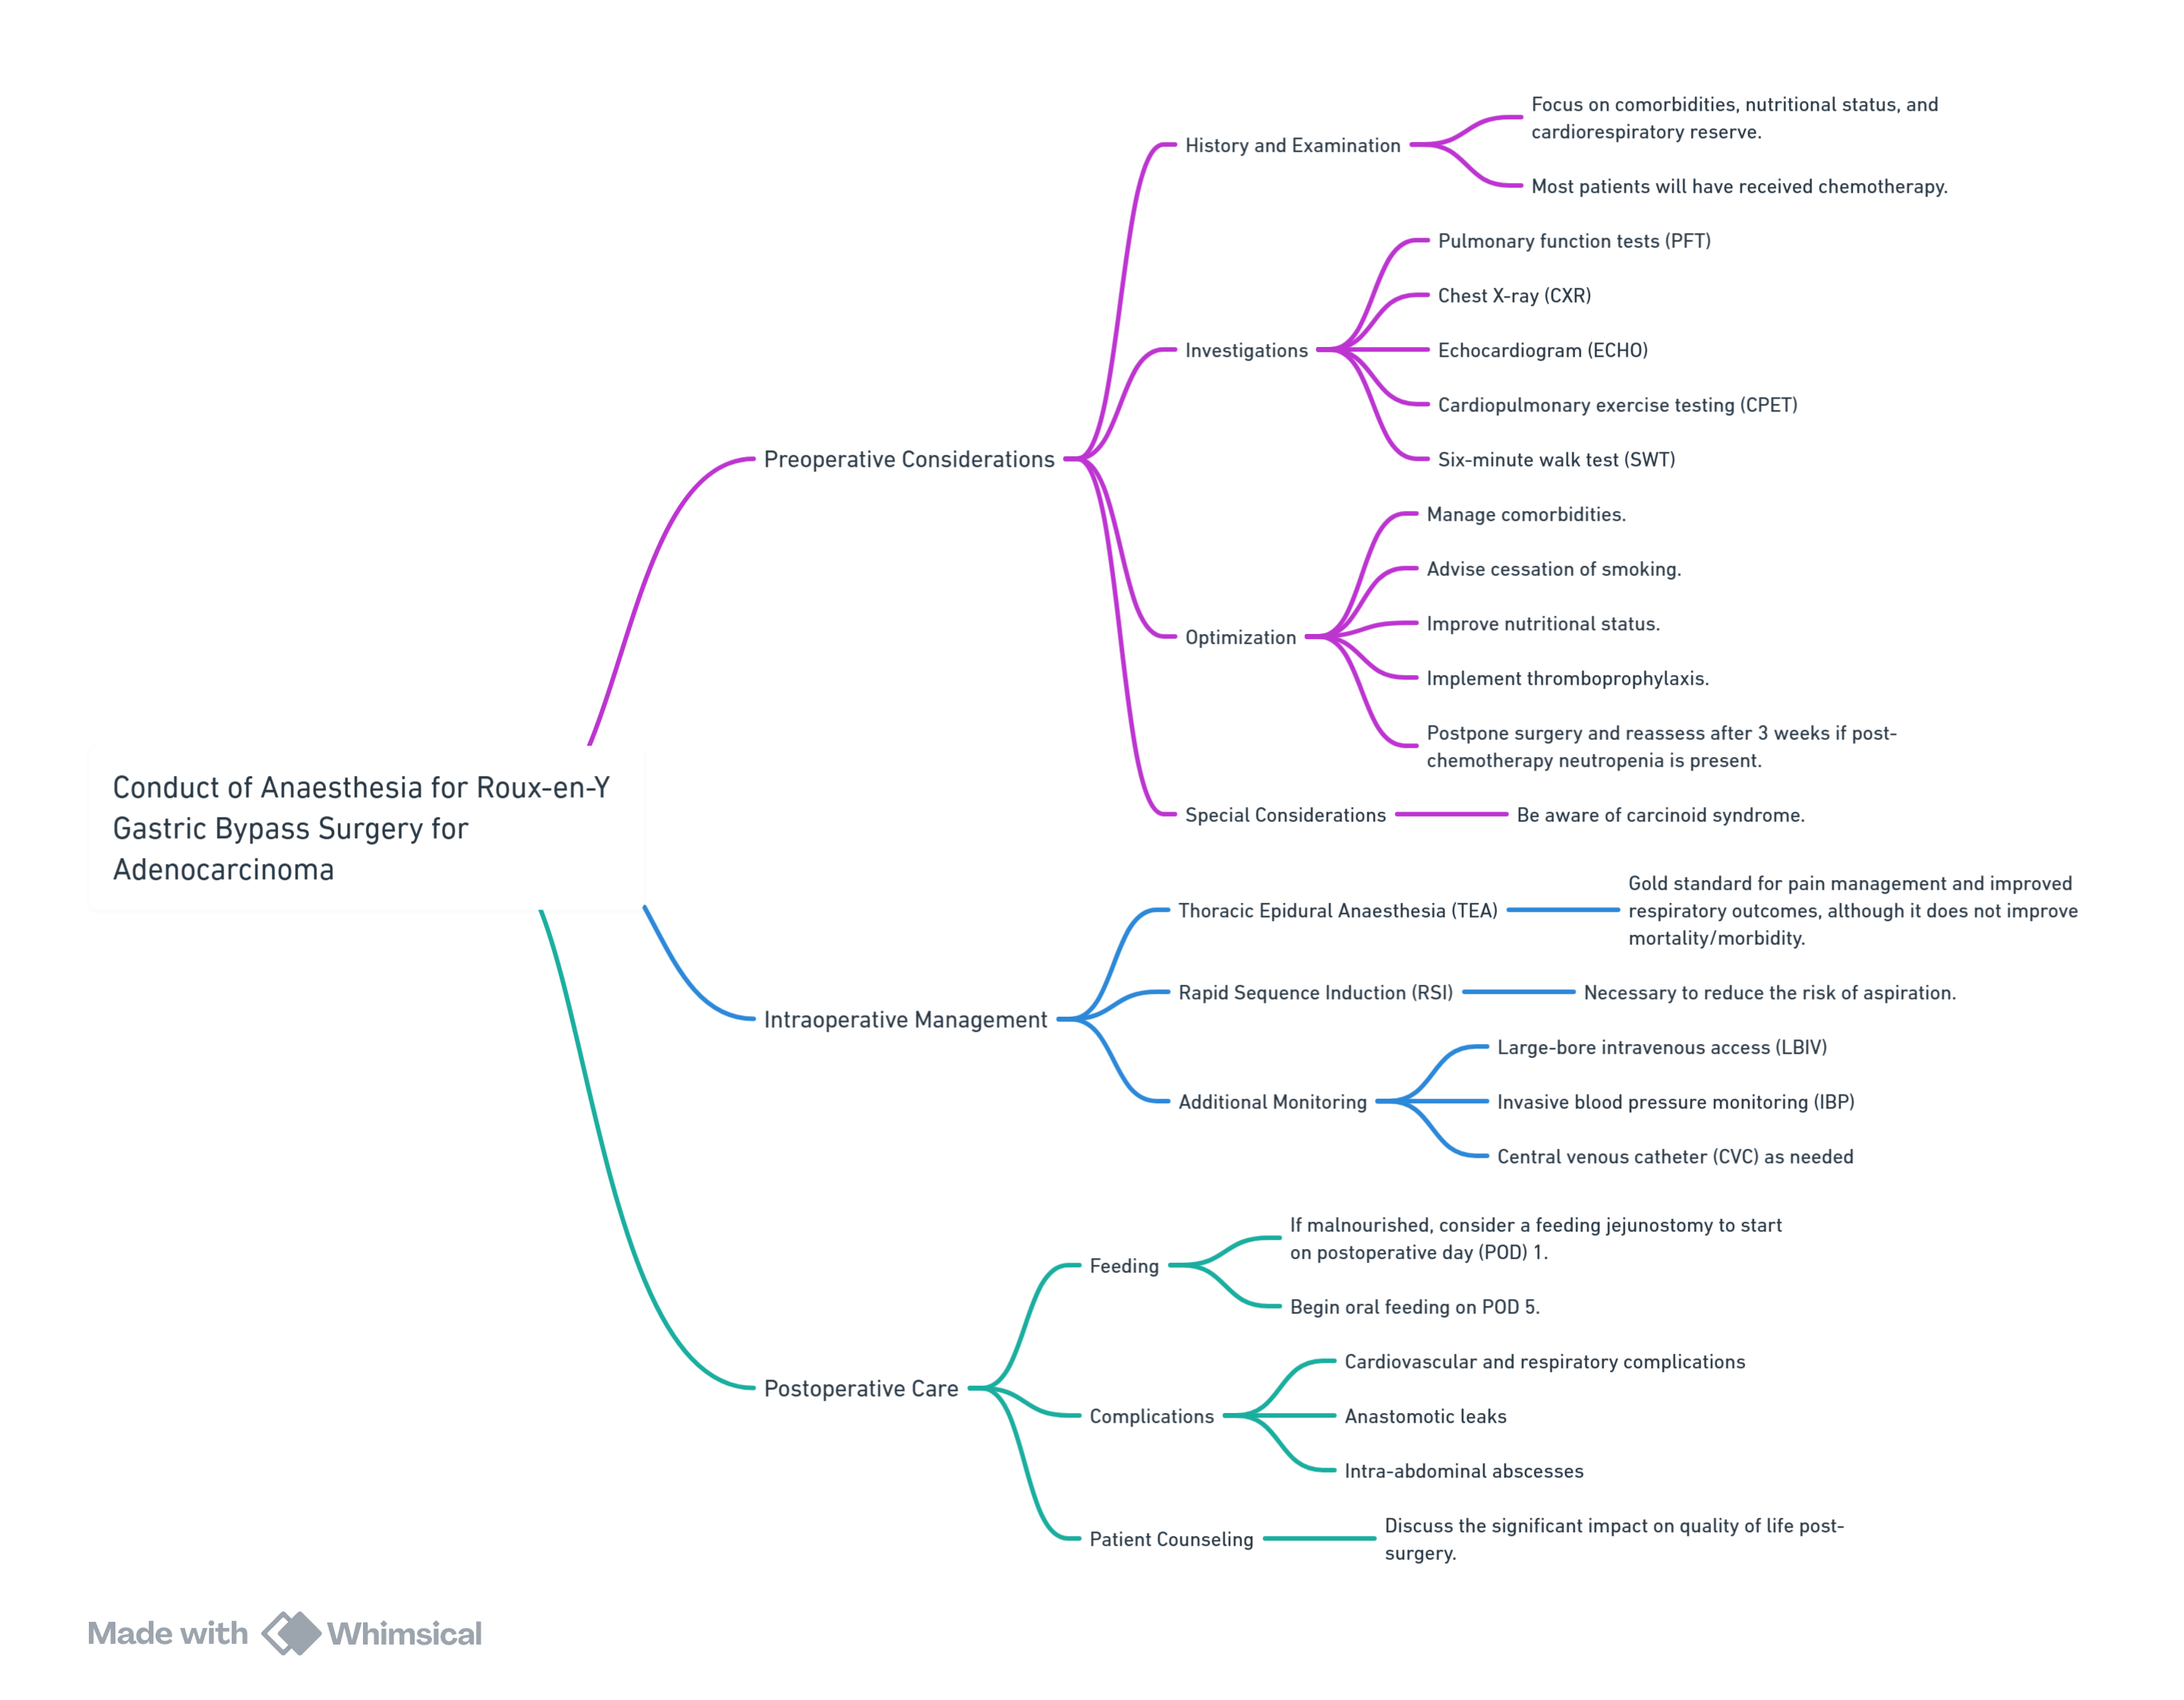 Conduct of Anaesthesia for Roux-en-Y
Gastric Bypass Surgery for
Adenocarcinoma
Preoperative Considerations
History and Examination
Focus on comorbidities, nutritional status, and
cardiorespiratory reserve.
Most patients will have received chemotherapy.
Investigations
Pulmonary function tests (PFT)
Chest X-ray (CXR)
Echocardiogram (ECHO)
Cardiopulmonary exercise testing (CPET)
Six-minute walk test (SWT)
Optimization
Manage comorbidities.
Advise cessation of smoking.
Improve nutritional status.
Implement thromboprophylaxis.
Postpone surgery and reassess after 3 weeks if post-
chemotherapy neutropenia is present.
Special Considerations
Be aware of carcinoid syndrome.
Intraoperative Management
Thoracic Epidural Anaesthesia (TEA)
Gold standard for pain management and improved
respiratory outcomes, although it does not improve
mortality/morbidity.
Rapid Sequence Induction (RSI)
Necessary to reduce the risk of aspiration.
Additional Monitoring
Large-bore intravenous access (LBIV)
Invasive blood pressure monitoring (IBP)
Central venous catheter (CVC) as needed
Postoperative Care
Feeding
If malnourished, consider a feeding jejunostomy to start
on postoperative day (POD) 1.
Begin oral feeding on POD 5.
Complications
Cardiovascular and respiratory complications
Anastomotic leaks
Intra-abdominal abscesses
Patient Counseling
Discuss the significant impact on quality of life post-
surgery.
Made with Whimsical